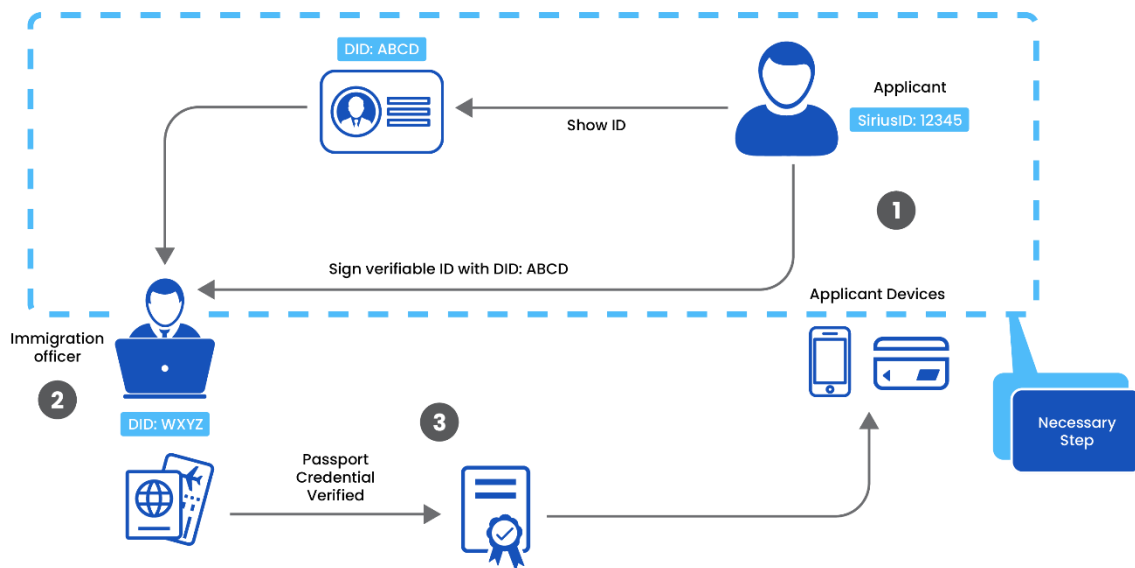 DID: ABCD
Applicant
SiriusID: 12345
Show ID
1
Sign verifiable ID with DID: ABCD
Applicant Devices
Immigration
officer
2
DID: WXYZ
3
Passport
Credential
Verified
Necessary
Step